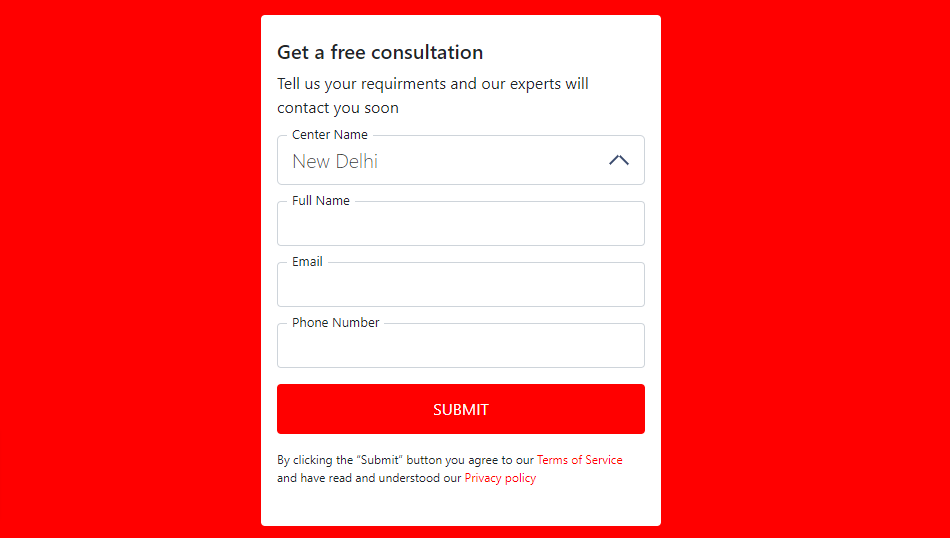 Get a free consultation
Tell us your requirments and our experts will
contact you soon
Center Name
New Delhi
Full Name
Email
Phone Number
SUBMIT
By clicking the “Submit” button you agree to our Terms of Service
and have read and understood our Privacy policy